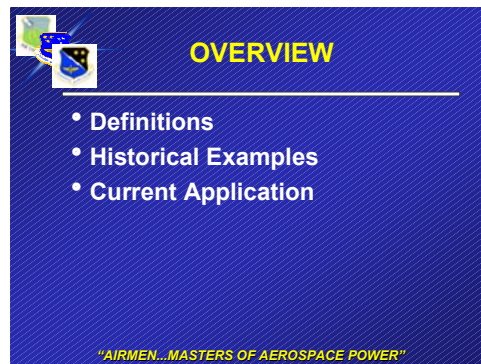 OVERVIEW
• Definitions
• Historical Examples
• Current Application
“AIRMEN...MASTERS OF AEROSPACE POWER”